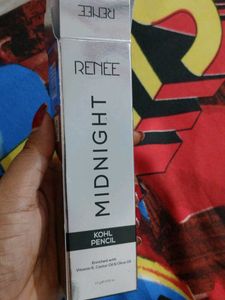 RENEE
RENEE
MIDNIGHT
KOHL
PENCIL
Enriched with
Vitamin E, Castor Oil & Olive Oil